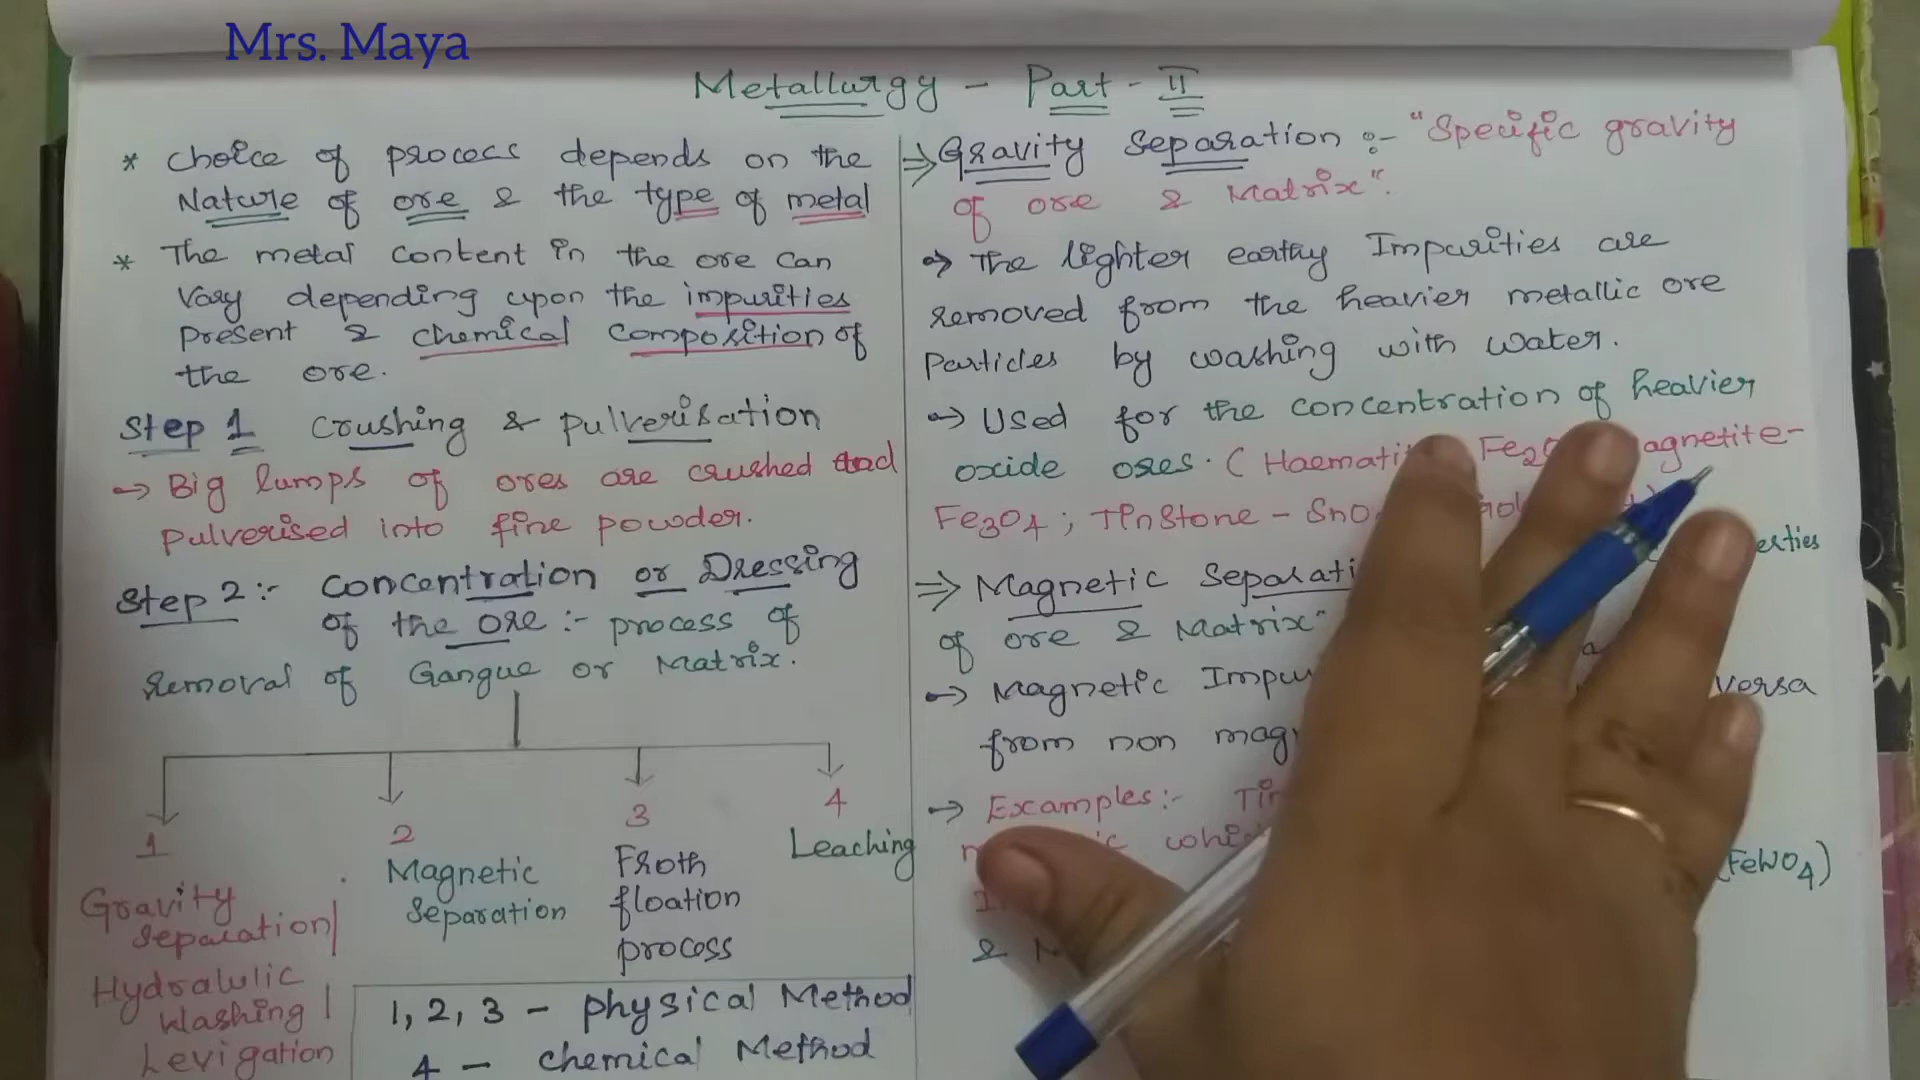 Mrs. Maya
Metallurgy - Part - II
* choice of process depends on the
Nature of ore & the type of metal
* The metal content in the ore can
vary depending upon the impurities
present & chemical composition of
the ore.
Step 1 Crushing & pulverisation
→ Big lumps of ores are crushed and
pulverised into fine powder.
Step 2 :- concentration or Dressing
of the ore :- process of
removal of Gangue or Matrix.
1
Gravity
separation/
Hydralulic
washing /
Levigation
2
Magnetic
separation
3
Froth
floation
process
4
Leaching
1, 2, 3 - physical Method
4 - chemical Method
⇒ Gravity Separation :- "Specific gravity
of ore & Matrix".
→ The lighter earthy Impurities are
removed from the heavier metallic ore
particles by washing with water.
→ Used for the concentration of heavier
oxide ores. (
Fe3O4 ; TinStone -
⇒ Magnetic
of ore & Matrix"
→ Magnetic
versa
from non
→ Examples :-
(FeWO4)
&